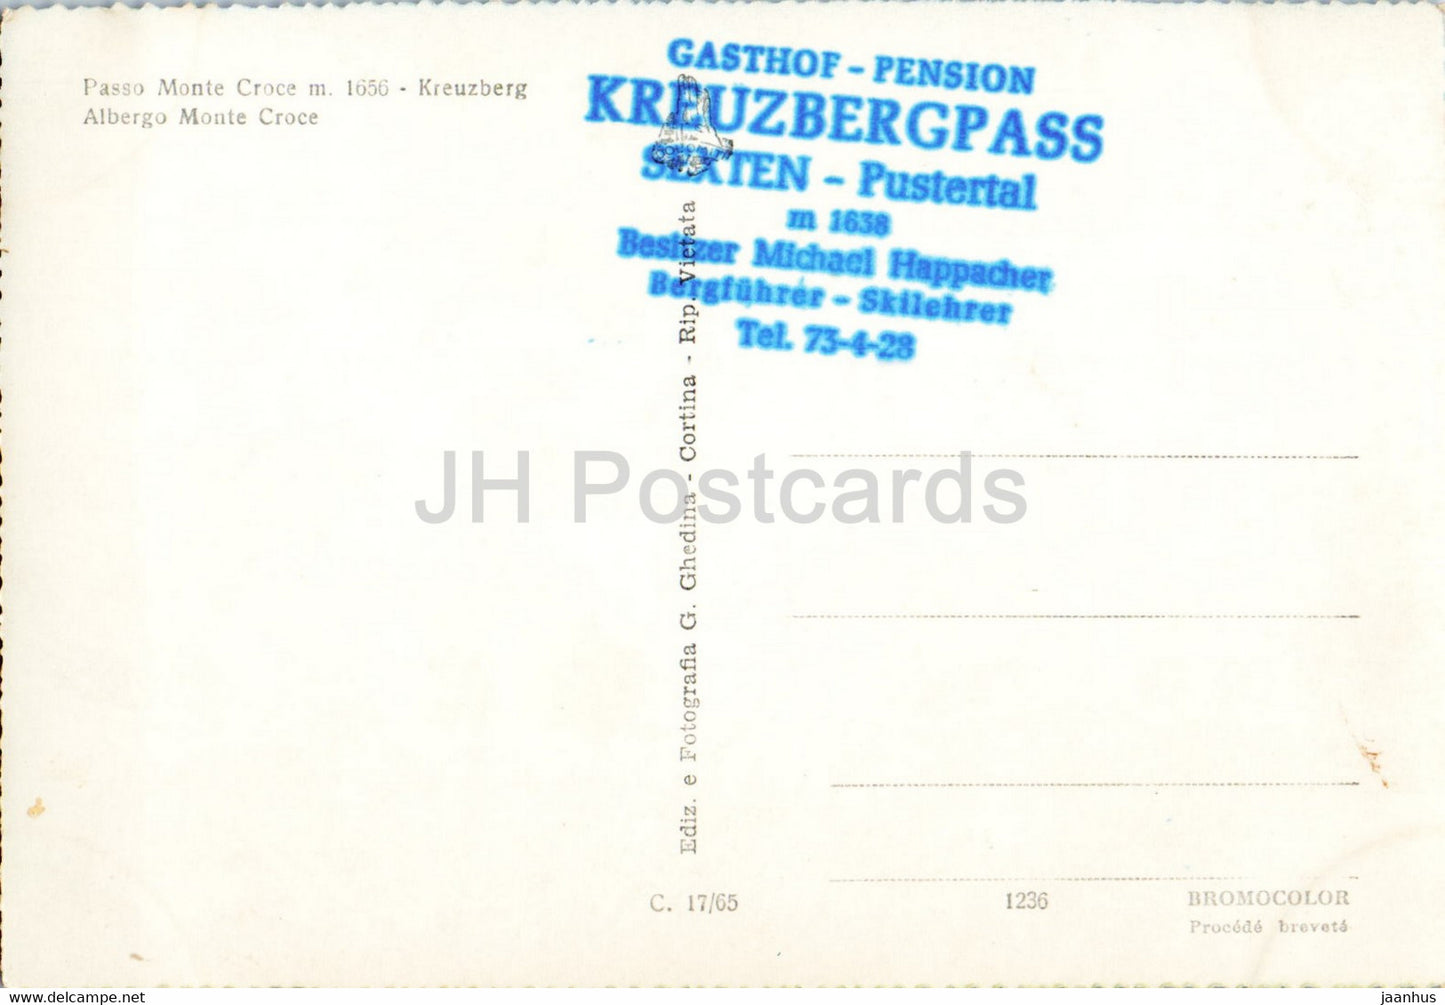 Passo Monte Croce m. 1656 - Kreuzberg
Albergo Monte Croce
GASTHOF - PENSION
KREUZBERGPASS
SEXTEN - Pustertal
m 1638
Besitzer Michael Happacher
Bergführer - Skilehrer
Tel. 73-4-28
Ediz. e Fotografia G. Ghedina - Cortina - Rip. Vietata
JH Postcards
C. 17/65
1236
BROMOCOLOR
Procédé breveté
www.delcampe.net
jaanhus